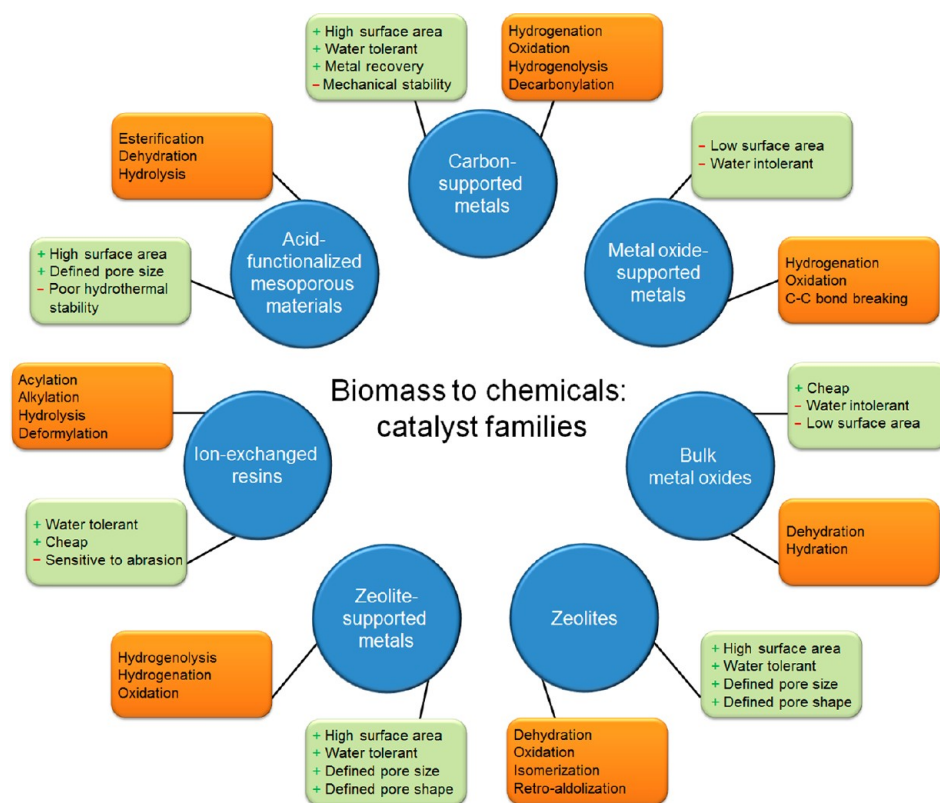 + High surface area
+ Water tolerant
+ Metal recovery
− Mechanical stability
Hydrogenation
Oxidation
Hydrogenolysis
Decarbonylation
Carbon-
supported
metals
− Low surface area
− Water intolerant
Metal oxide-
supported
metals
Hydrogenation
Oxidation
C-C bond breaking
Esterification
Dehydration
Hydrolysis
Acid-
functionalized
mesoporous
materials
+ High surface area
+ Defined pore size
− Poor hydrothermal
stability
Biomass to chemicals:
catalyst families
Acylation
Alkylation
Hydrolysis
Deformylation
Ion-exchanged
resins
+ Water tolerant
+ Cheap
− Sensitive to abrasion
+ Cheap
− Water intolerant
− Low surface area
Bulk
metal oxides
Dehydration
Hydration
Zeolite-
supported
metals
Hydrogenolysis
Hydrogenation
Oxidation
+ High surface area
+ Water tolerant
+ Defined pore size
+ Defined pore shape
Zeolites
+ High surface area
+ Water tolerant
+ Defined pore size
+ Defined pore shape
Dehydration
Oxidation
Isomerization
Retro-aldolization